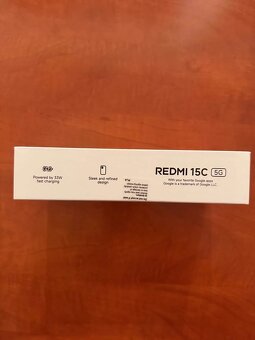 Powered by 33W
fast charging
Sleek and refined
design
REDMI 15C 5G
With your favorite Google apps
Google is a trademark of Google LLC.